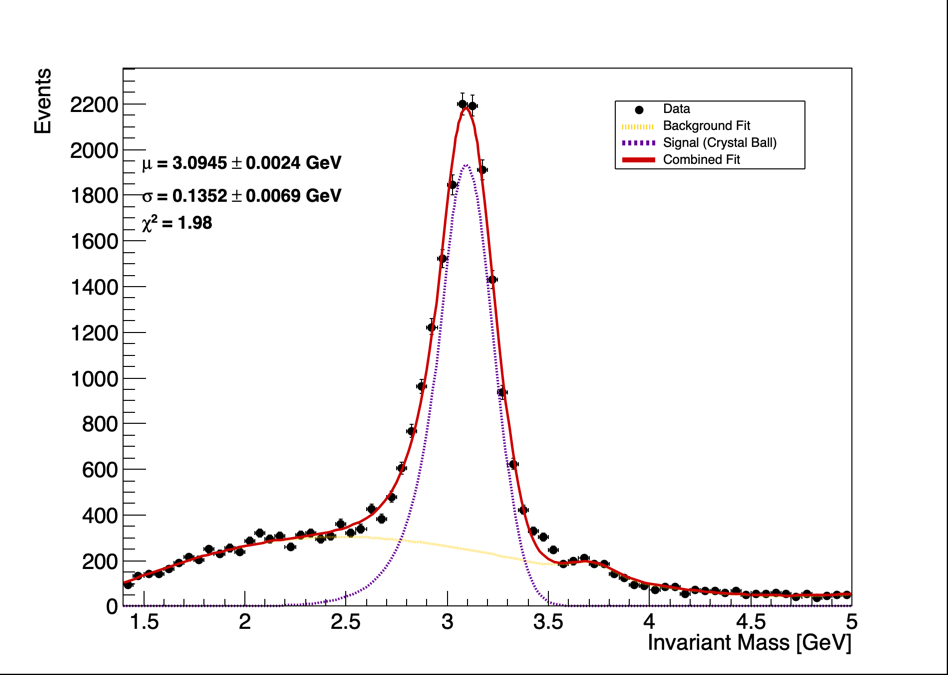 Events
2200
2000
1800
1600
1400
1200
1000
800
600
400
200
0
μ = 3.0945 ± 0.0024 GeV
σ = 0.1352 ± 0.0069 GeV
χ² = 1.98
Data
Background Fit
Signal (Crystal Ball)
Combined Fit
1.5 2 2.5 3 3.5 4 4.5 5
Invariant Mass [GeV]